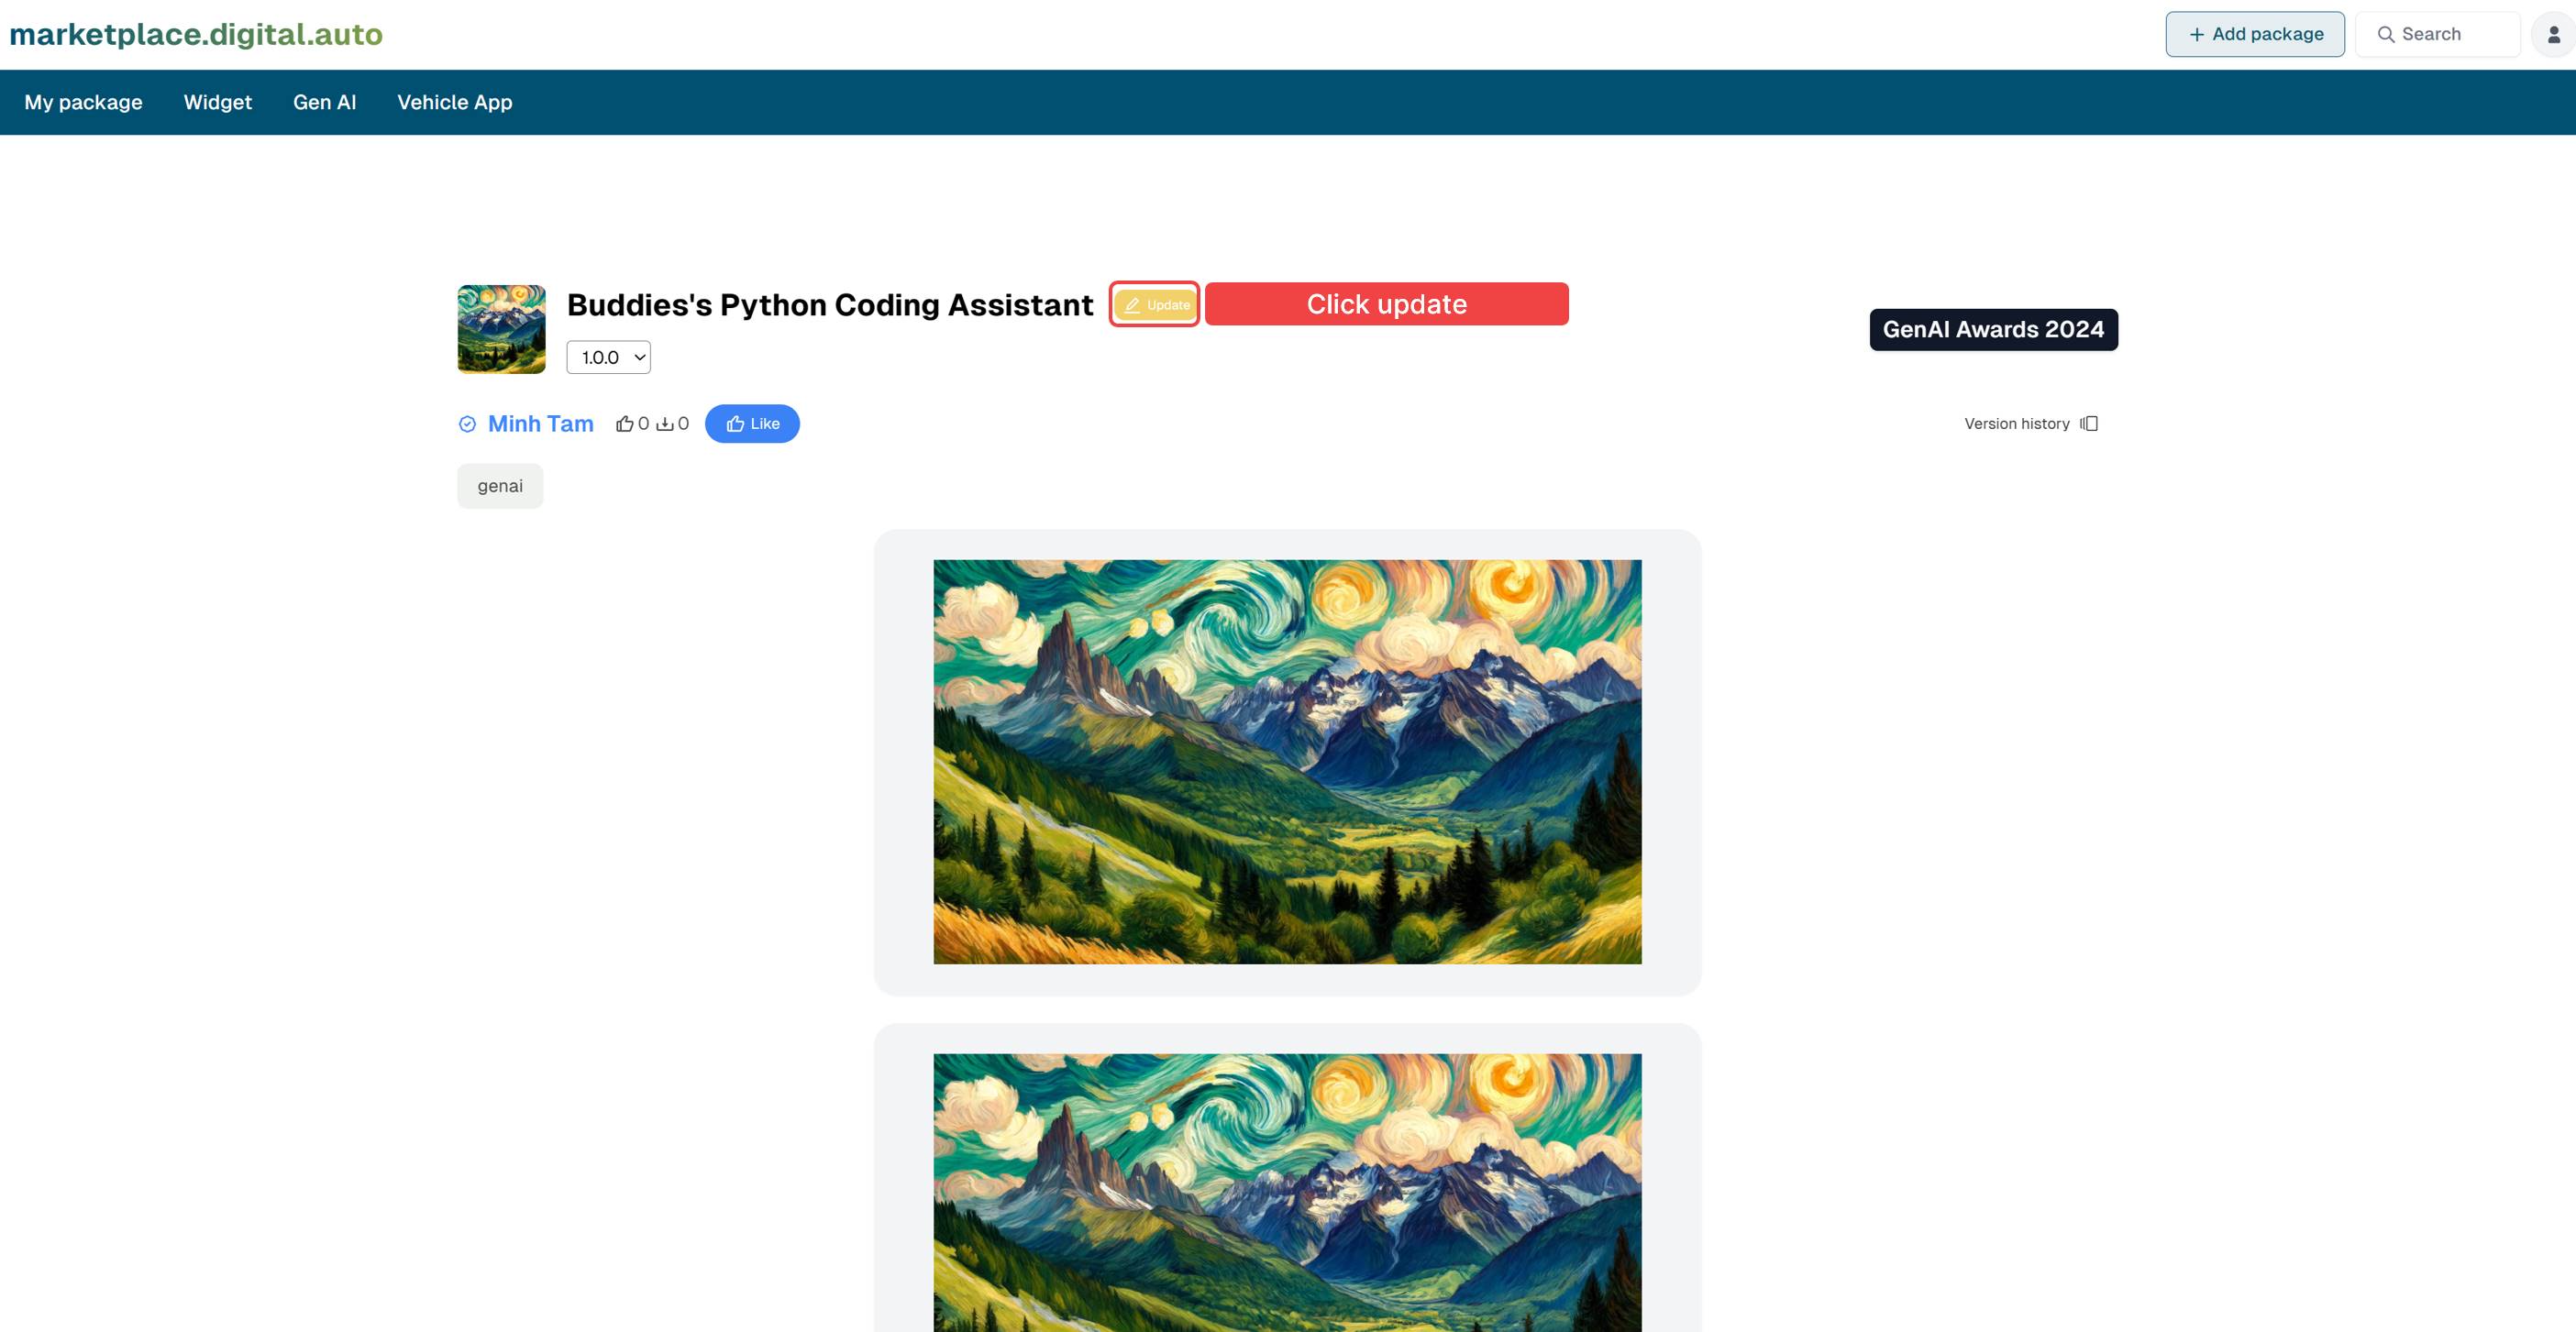 marketplace.digital.auto
Add package
Search
My package Widget Gen AI Vehicle App
Buddies's Python Coding Assistant
Update
Click update
GenAI Awards 2024
1.0.0
Minh Tam
0 0
Like
Version history
genai